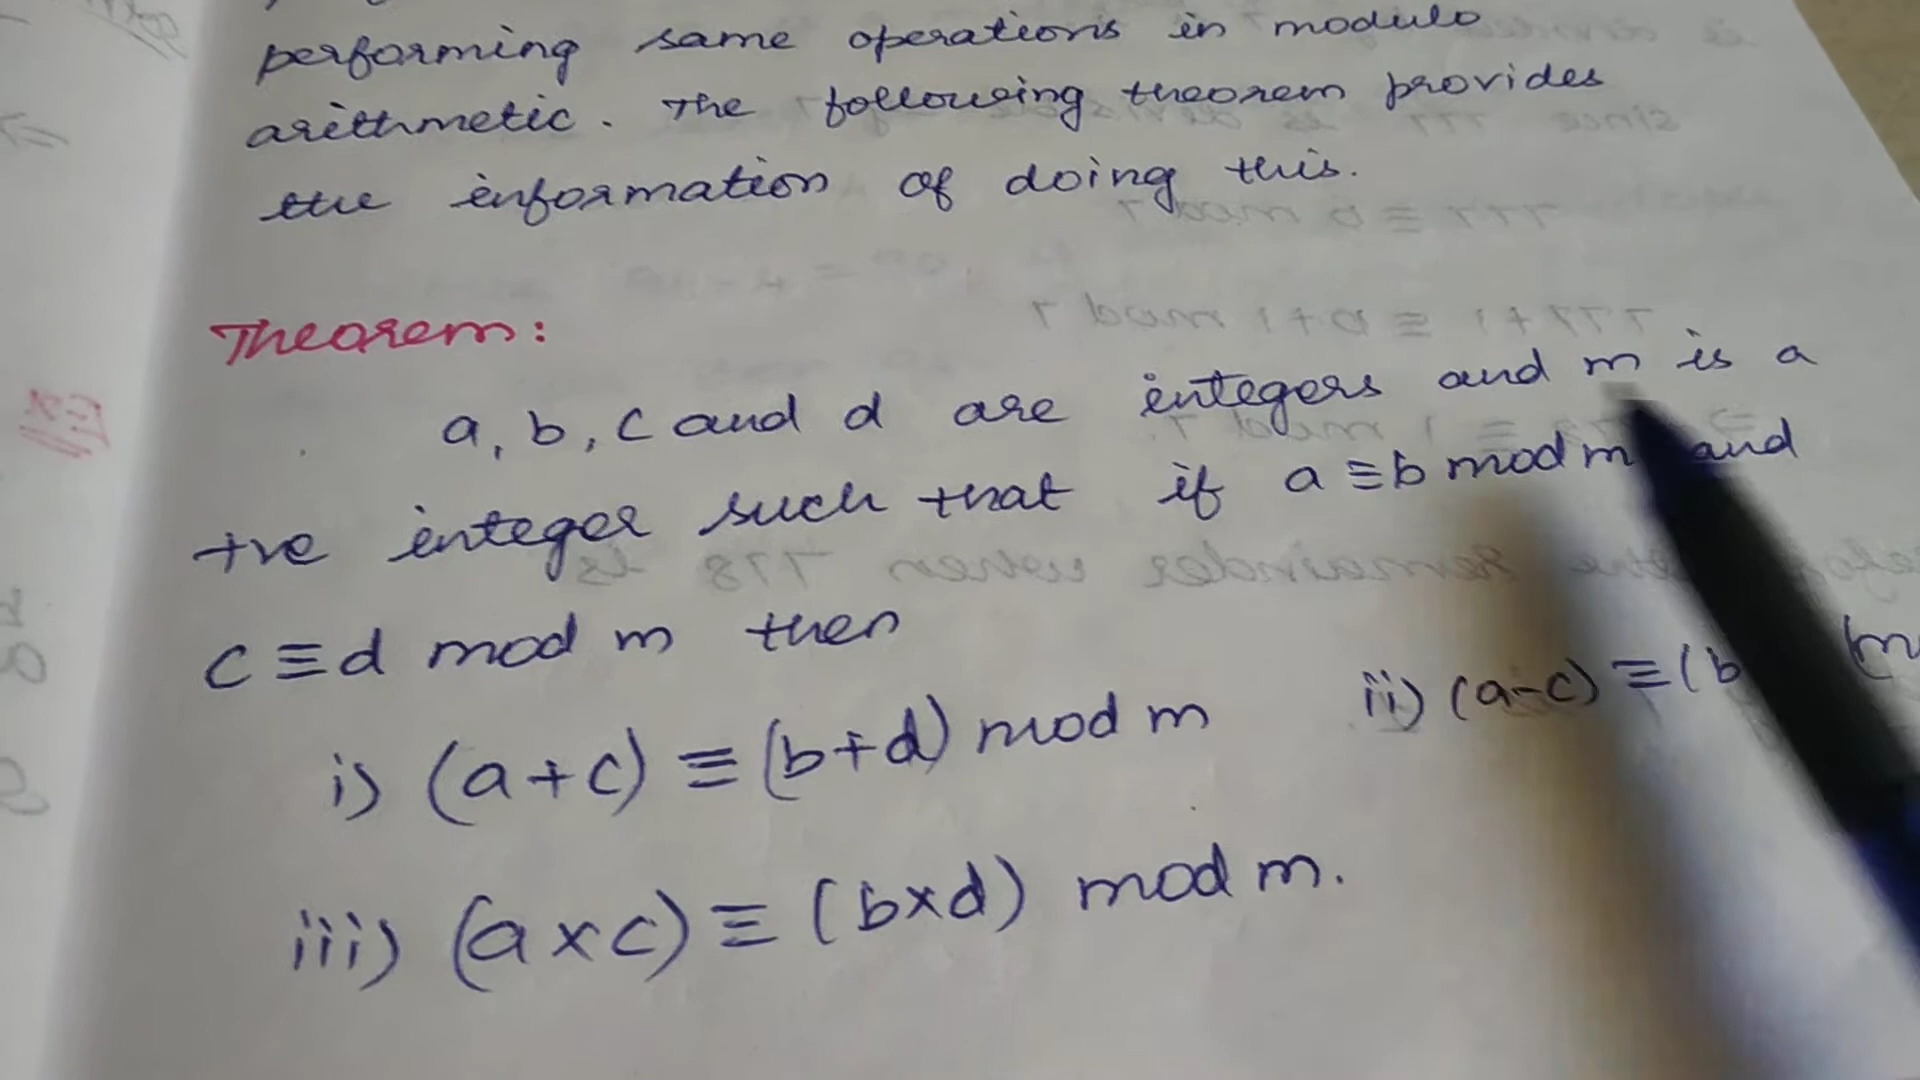 performing same operations in modulo
arithmetic. The following theorem provides
the information of doing this.
Theorem:
a, b, c and d are integers and m is a
+ve integer such that if a ≡ b mod m and
c ≡ d mod m then
i) (a+c) ≡ (b+d) mod m ii) (a-c) ≡ (b
iii) (a×c) ≡ (b×d) mod m.